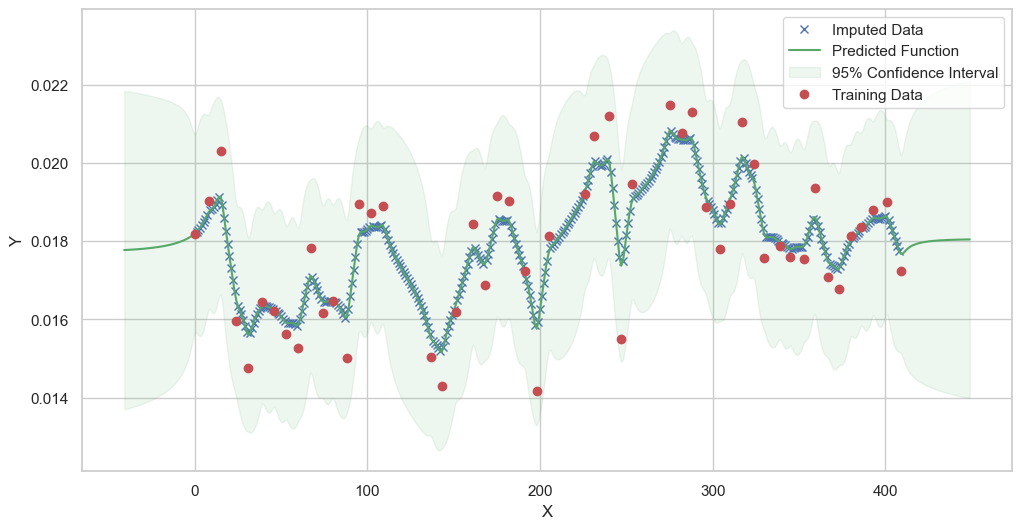 Imputed Data
Predicted Function
95% Confidence Interval
Training Data
Y
0.022
0.020
0.018
0.016
0.014
0
100
200
300
400
X